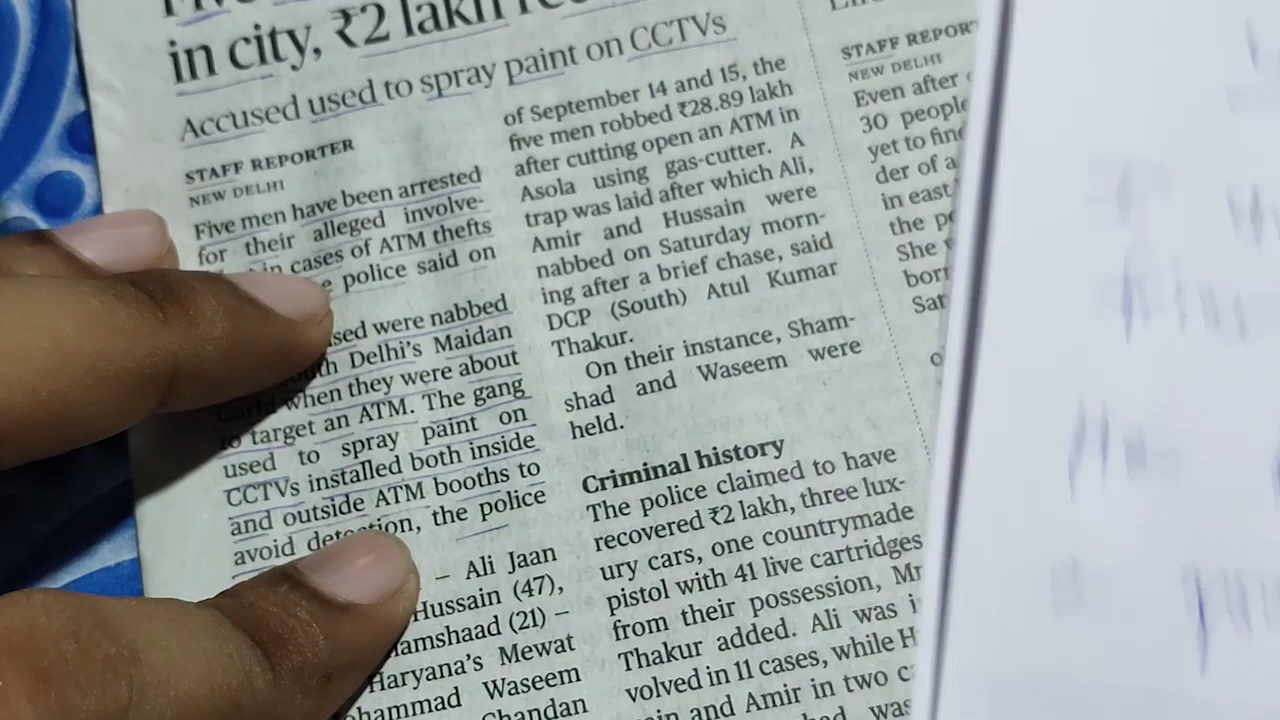 in city, ₹2 lakh
Accused used to spray paint on CCTVs
STAFF REPORTER
NEW DELHI
Five men have been arrested
for their alleged involve-
in cases of ATM thefts
police said on
were nabbed
Delhi's Maidan
when they were about
to target an ATM. The gang
used to spray paint on
CCTVs installed both inside
and outside ATM booths to
avoid detection, the police
– Ali Jaan
Hussain (47),
(21) –
Haryana's Mewat
Waseem
Chandan
of September 14 and 15, the
five men robbed ₹28.89 lakh
after cutting open an ATM in
Asola using gas-cutter. A
trap was laid after which Ali,
Amir and Hussain were
nabbed on Saturday morn-
ing after a brief chase, said
DCP (South) Atul Kumar
Thakur.
On their instance, Sham-
shad and Waseem were
held.
Criminal history
The police claimed to have
recovered ₹2 lakh, three lux-
ury cars, one countrymade
pistol with 41 live cartridges
from their possession, Mr
Thakur added. Ali was
volved in 11 cases, while
and Amir in two
was
STAFF
NEW DELHI
Even after
30 people
yet to find
der of a
in east
the
She